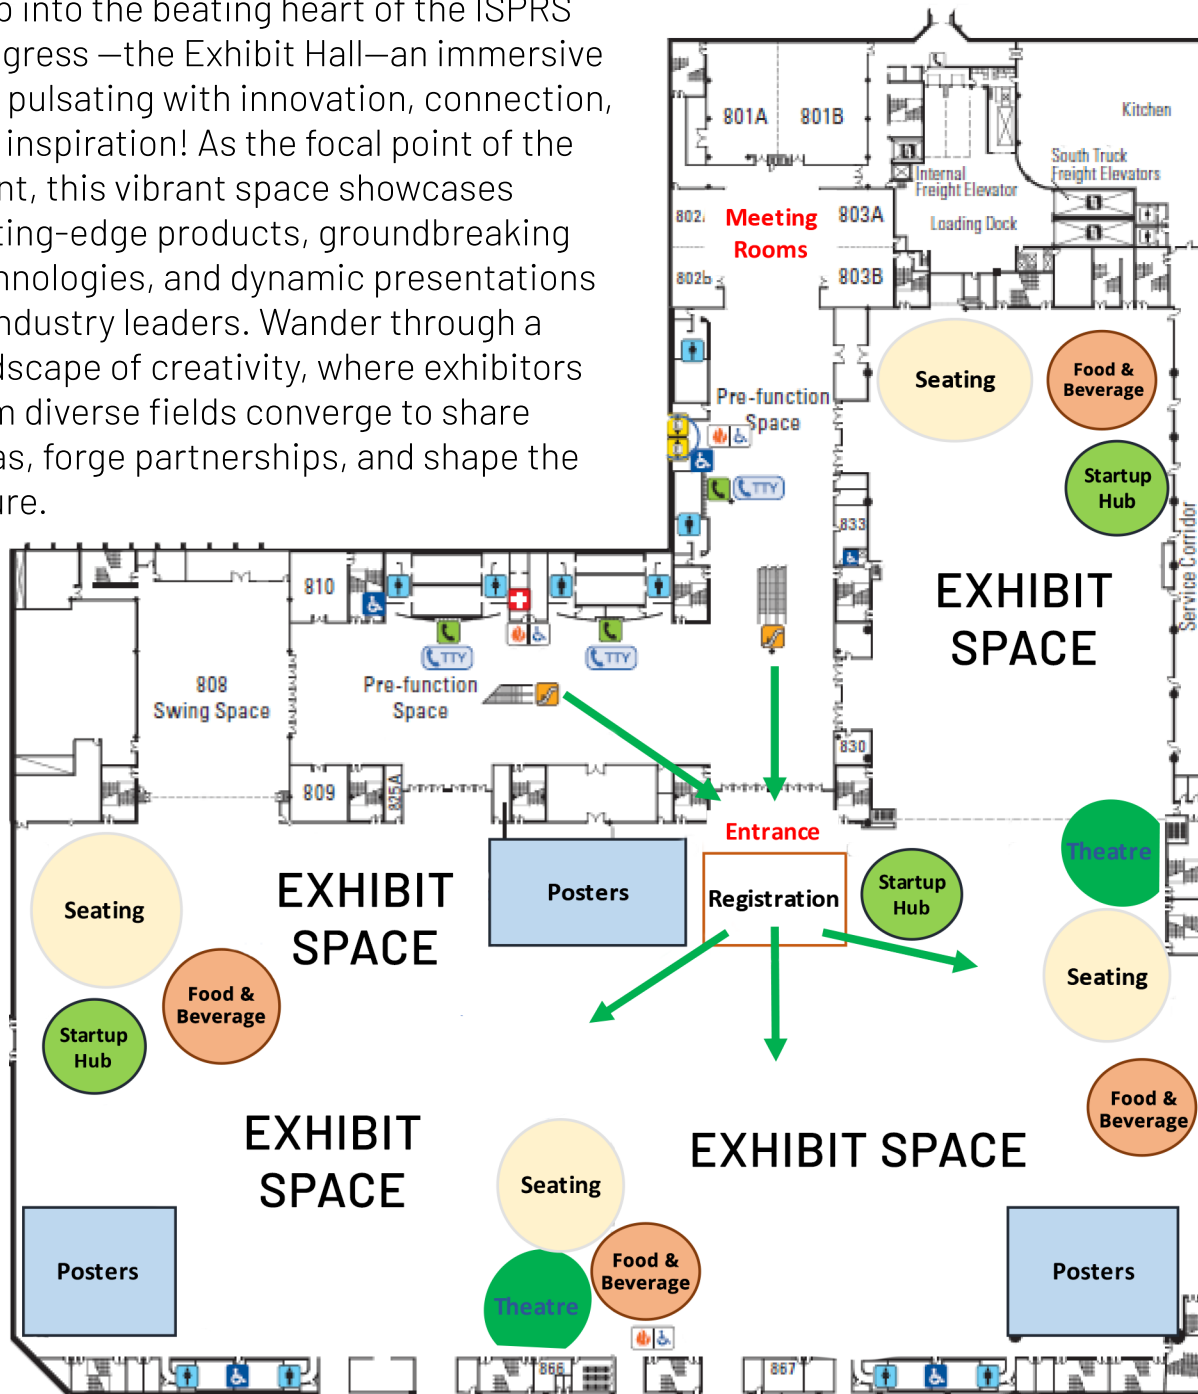 into the beating heart of the ISPRS
gress —the Exhibit Hall—an immersive
pulsating with innovation, connection,
inspiration! As the focal point of the
nt, this vibrant space showcases
ting-edge products, groundbreaking
hnologies, and dynamic presentations
ndustry leaders. Wander through a
dscape of creativity, where exhibitors
m diverse fields converge to share
as, forge partnerships, and shape the
ure.
801A
801B
Kitchen
South Truck
Freight Elevators
Internal
Freight Elevator
Loading Dock
802
Meeting
Rooms
803A
802b
803B
Seating
Food &
Beverage
Pre-function
Space
Startup
Hub
TTY
833
Service Corridor
EXHIBIT
SPACE
810
TTY
TTY
808
Swing Space
Pre-function
Space
830
809
825A
Entrance
Theatre
Seating
EXHIBIT
SPACE
Posters
Registration
Startup
Hub
Seating
Food &
Beverage
Startup
Hub
Food &
Beverage
EXHIBIT
SPACE
EXHIBIT SPACE
Seating
Posters
Food &
Beverage
Theatre
Posters
866
867